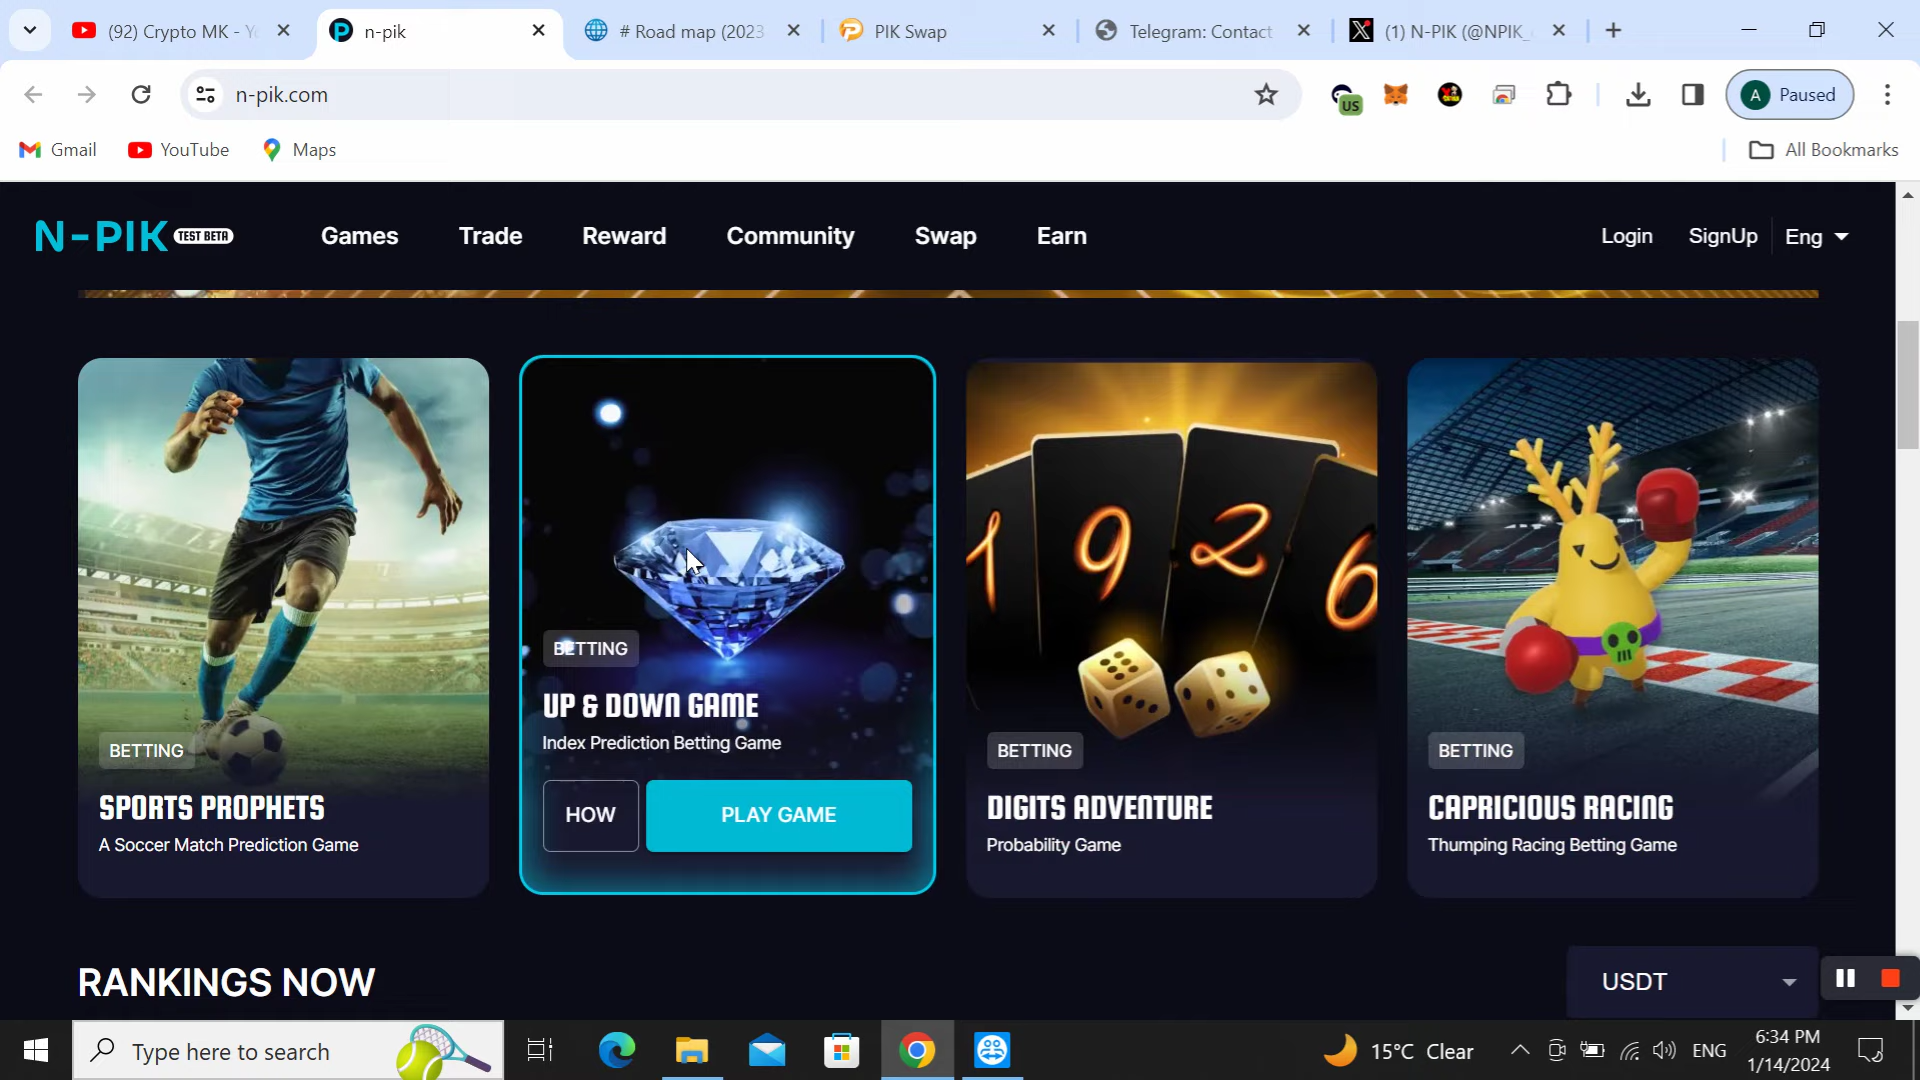 (92) Crypto MK - Yo
n-pik
# Road map (2023
PIK Swap
Telegram: Contact
(1) N-PIK (@NPIK_
n-pik.com
US
A Paused
Gmail
YouTube
Maps
All Bookmarks
N-PIK TEST BETA
Games
Trade
Reward
Community
Swap
Earn
Login
SignUp
Eng
BETTING
SPORTS PROPHETS
A Soccer Match Prediction Game
BETTING
UP & DOWN GAME
Index Prediction Betting Game
HOW
PLAY GAME
1 9 2 6
BETTING
DIGITS ADVENTURE
Probability Game
BETTING
CAPRICIOUS RACING
Thumping Racing Betting Game
RANKINGS NOW
USDT
Type here to search
15°C Clear
ENG
6:34 PM
1/14/2024